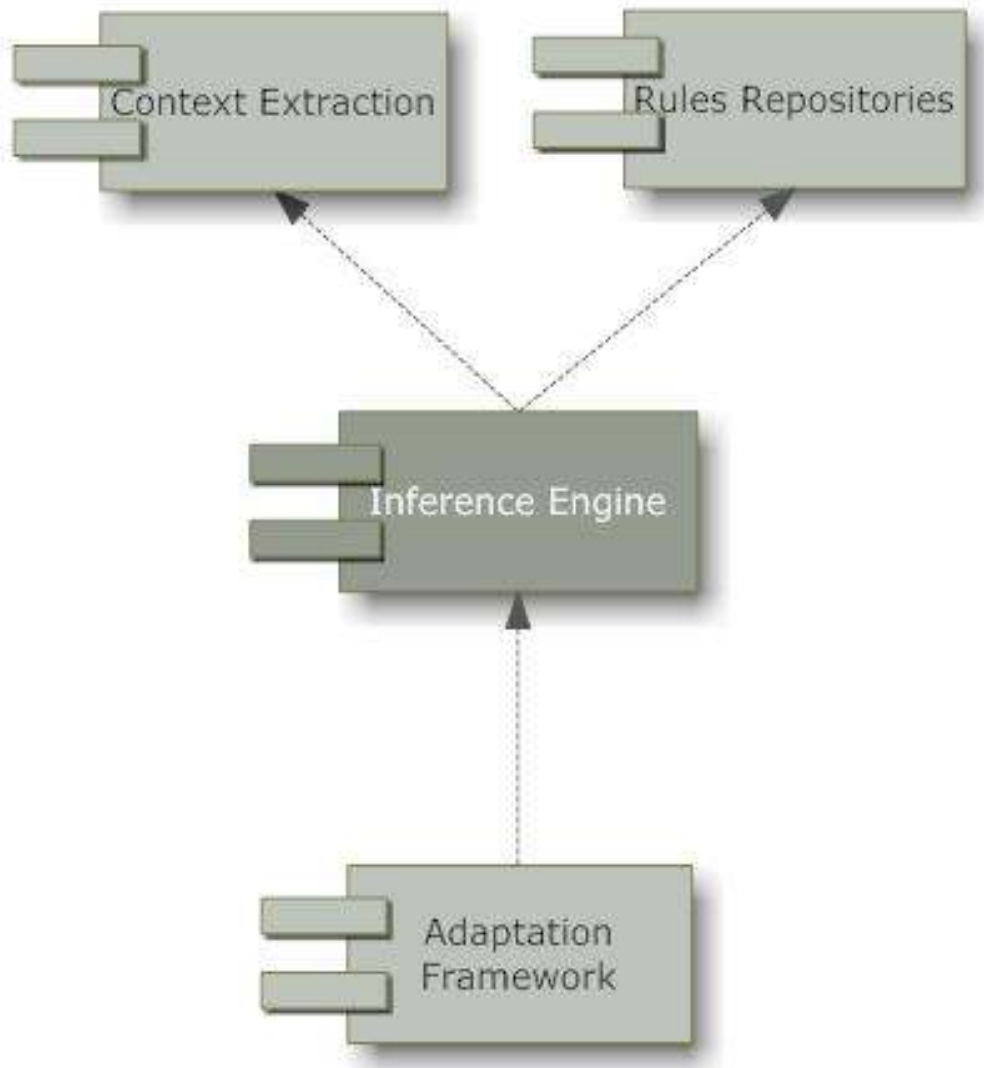 Context Extraction
Rules Repositories
Inference Engine
Adaptation
Framework